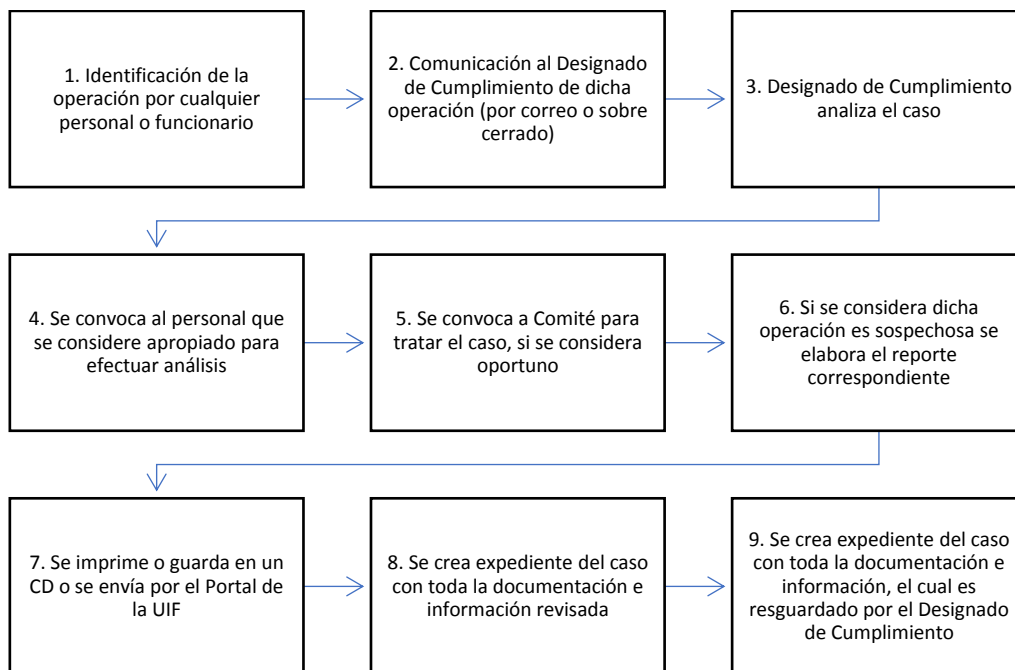 1. Identificación de la
operación por cualquier
personal o funcionario
2. Comunicación al Designado
de Cumplimiento de dicha
operación (por correo o sobre
cerrado)
3. Designado de Cumplimiento
analiza el caso
4. Se convoca al personal que
se considere apropiado para
efectuar análisis
5. Se convoca a Comité para
tratar el caso, si se considera
oportuno
6. Si se considera dicha
operación es sospechosa se
elabora el reporte
correspondiente
7. Se imprime o guarda en un
CD o se envía por el Portal de
la UIF
8. Se crea expediente del caso
con toda la documentación e
información revisada
9. Se crea expediente del caso
con toda la documentación e
información, el cual es
resguardado por el Designado
de Cumplimiento